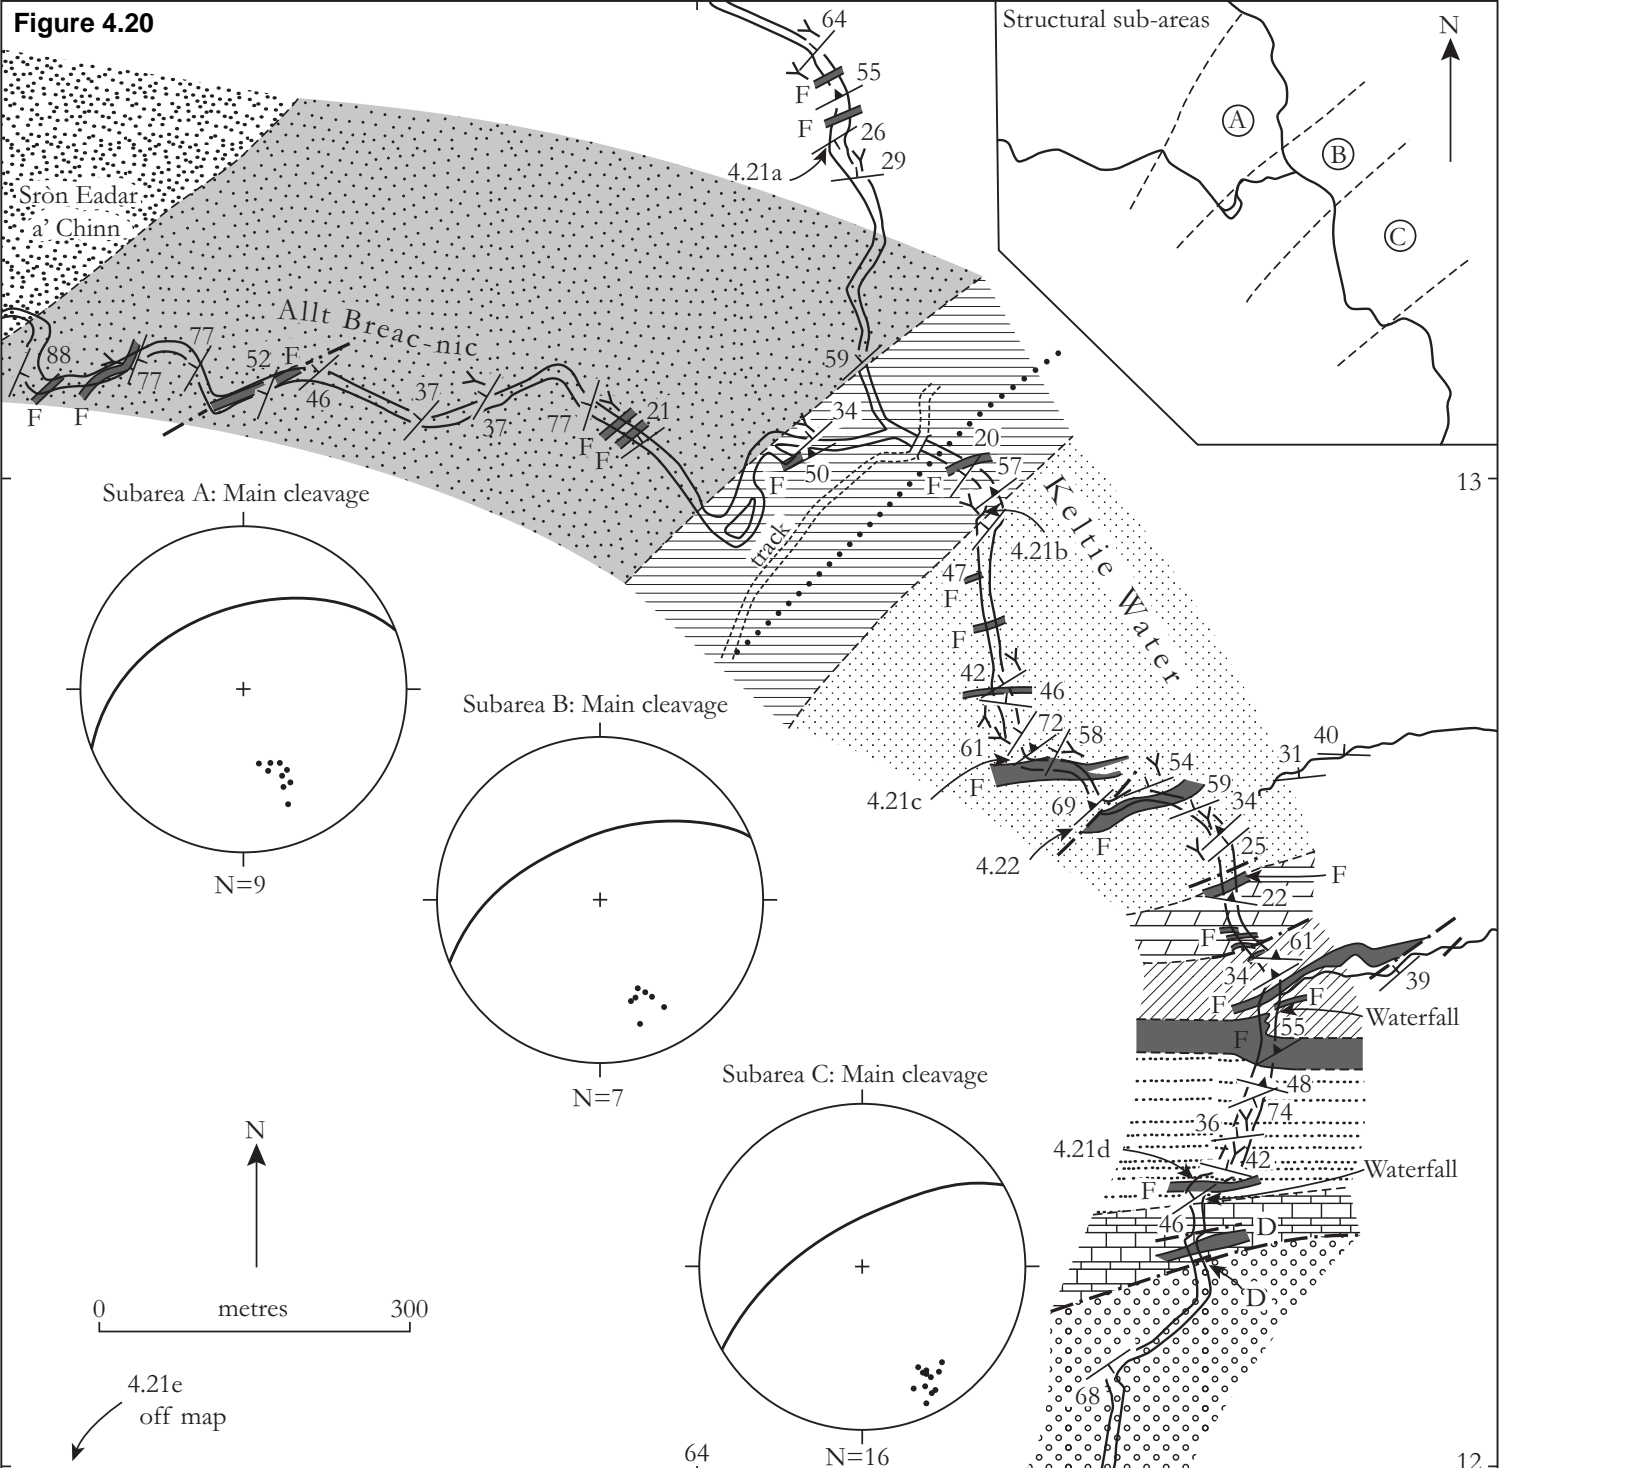 Figure 4.20
Structural sub-areas
N
A
B
C
64
55
F
F
26
4.21a
29
Sròn Eadar
a' Chinn
Allt Breac-nic
88
77
77
52
F
46
37
37
77
21
F
F
F
F
59
34
50
F
20
57
F
track
13
Keltie Water
4.21b
47
F
F
42
46
72
58
61
4.21c
F
54
59
34
69
F
4.22
40
31
25
F
22
F
61
34
39
F
F
Waterfall
F
55
48
74
36
4.21d
42
Waterfall
F
46
D
D
68
Subarea A: Main cleavage
N=9
Subarea B: Main cleavage
N=7
Subarea C: Main cleavage
N=16
N
0 metres 300
4.21e
off map
64
12